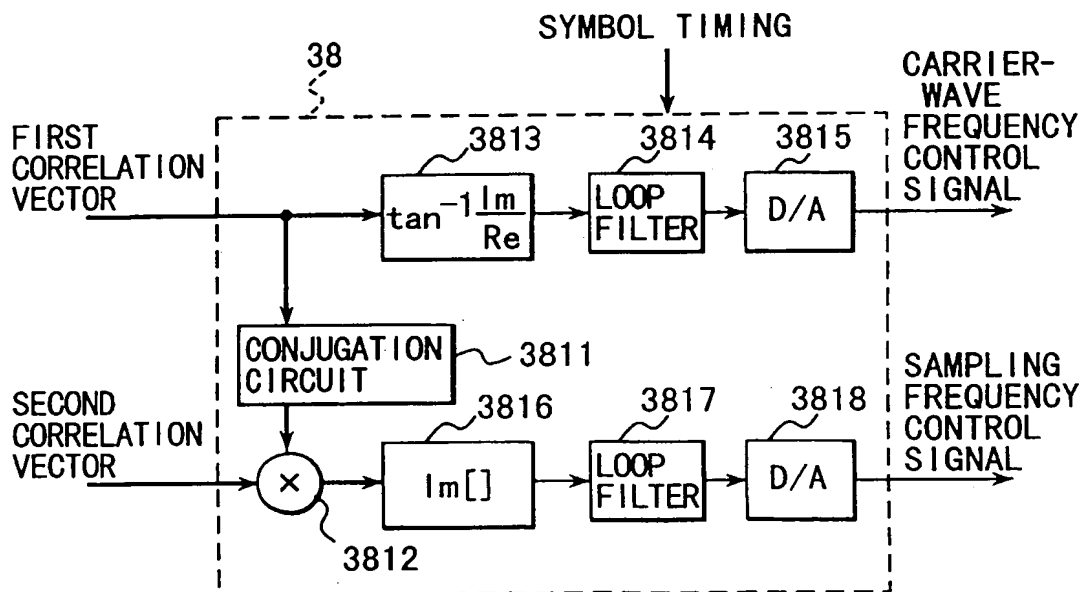 SYMBOL TIMING
38
CARRIER-
WAVE
FREQUENCY
CONTROL
SIGNAL
FIRST
CORRELATION
VECTOR
3813
3814
3815
tan⁻¹ Im/Re
LOOP
FILTER
D/A
CONJUGATION
CIRCUIT
3811
SECOND
CORRELATION
VECTOR
3816
3817
3818
SAMPLING
FREQUENCY
CONTROL
SIGNAL
×
Im[]
LOOP
FILTER
D/A
3812